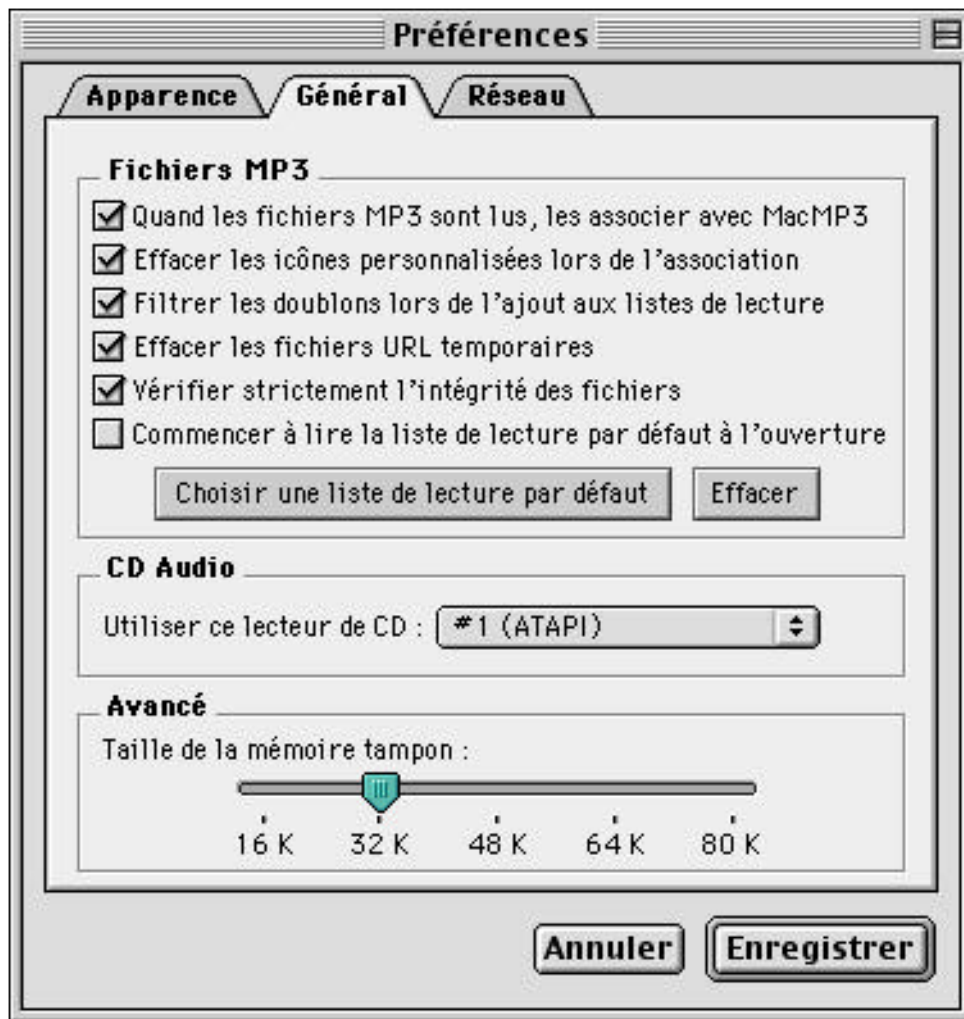 Préférences
Apparence Général Réseau
Fichiers MP3
Quand les fichiers MP3 sont lus, les associer avec MacMP3
Effacer les icônes personnalisées lors de l'association
Filtrer les doublons lors de l'ajout aux listes de lecture
Effacer les fichiers URL temporaires
Vérifier strictement l'intégrité des fichiers
Commencer à lire la liste de lecture par défaut à l'ouverture
Choisir une liste de lecture par défaut Effacer
CD Audio
Utiliser ce lecteur de CD : #1 (ATAPI)
Avancé
Taille de la mémoire tampon :
16 K 32 K 48 K 64 K 80 K
Annuler Enregistrer